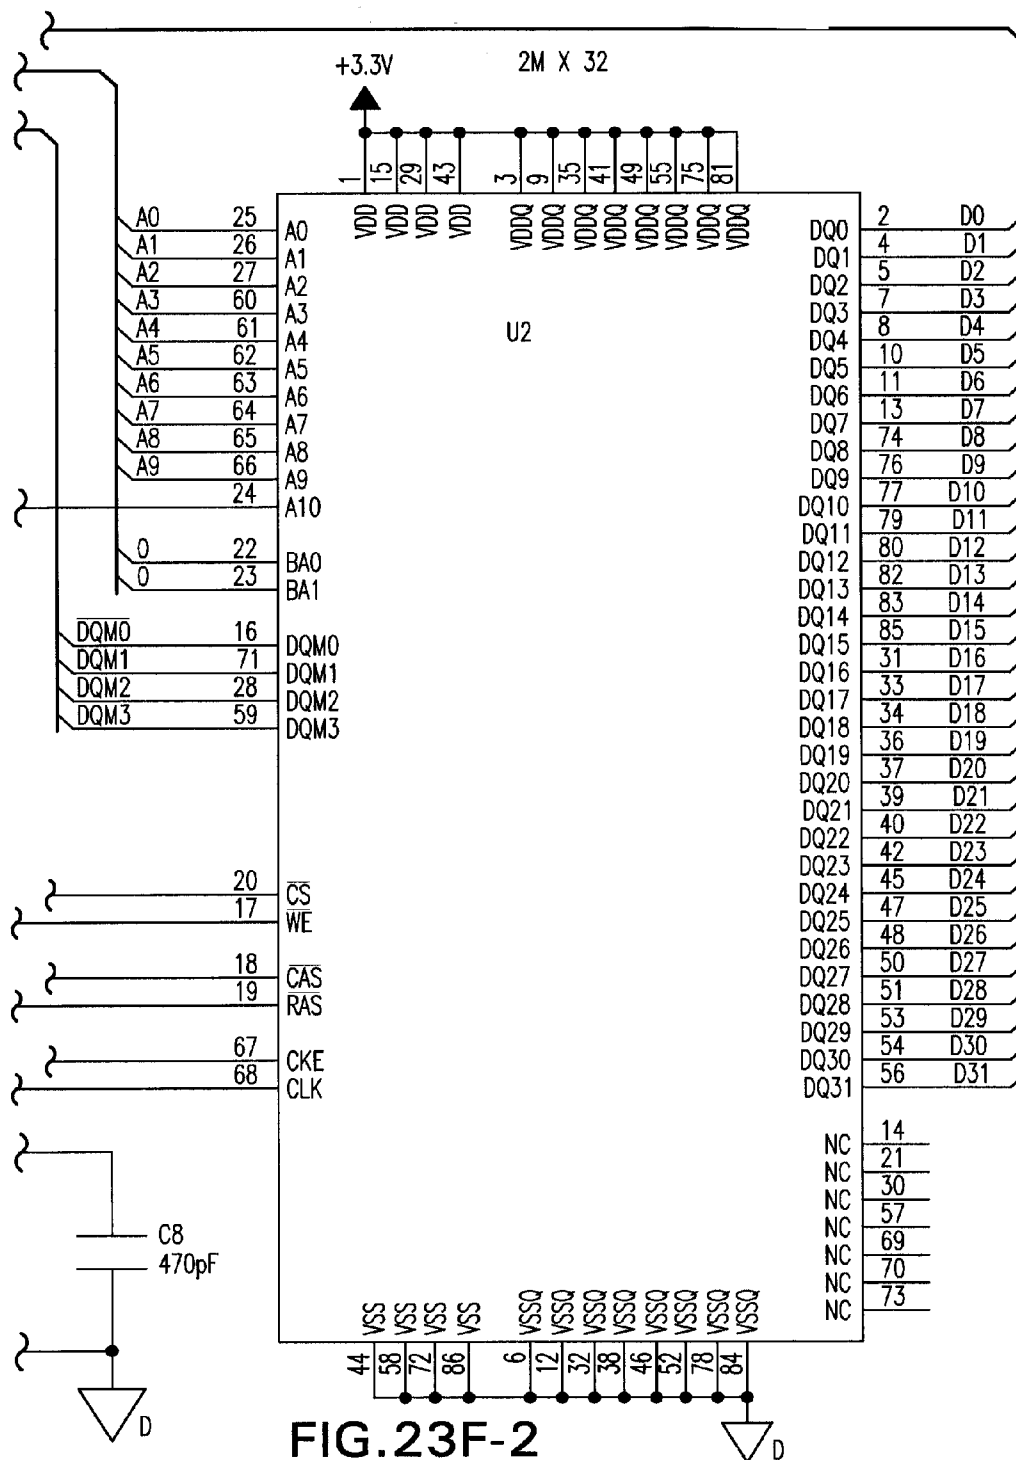 +3.3V 2M X 32
1 15 29 43 3 9 35 41 49 55 75 81
VDD VDD VDD VDD VDDQ VDDQ VDDQ VDDQ VDDQ VDDQ VDDQ VDDQ
U2
A0 25 A0
A1 26 A1
A2 27 A2
A3 60 A3
A4 61 A4
A5 62 A5
A6 63 A6
A7 64 A7
A8 65 A8
A9 66 A9
24 A10
0 22 BA0
0 23 BA1
DQM0 16 DQM0
DQM1 71 DQM1
DQM2 28 DQM2
DQM3 59 DQM3
20 CS
17 WE
18 CAS
19 RAS
67 CKE
68 CLK
DQ0 2 D0
DQ1 4 D1
DQ2 5 D2
DQ3 7 D3
DQ4 8 D4
DQ5 10 D5
DQ6 11 D6
DQ7 13 D7
DQ8 74 D8
DQ9 76 D9
DQ10 77 D10
DQ11 79 D11
DQ12 80 D12
DQ13 82 D13
DQ14 83 D14
DQ15 85 D15
DQ16 31 D16
DQ17 33 D17
DQ18 34 D18
DQ19 36 D19
DQ20 37 D20
DQ21 39 D21
DQ22 40 D22
DQ23 42 D23
DQ24 45 D24
DQ25 47 D25
DQ26 48 D26
DQ27 50 D27
DQ28 51 D28
DQ29 53 D29
DQ30 54 D30
DQ31 56 D31
NC 14
NC 21
NC 30
NC 57
NC 69
NC 70
NC 73
C8
470pF
D
VSS VSS VSS VSS VSSQ VSSQ VSSQ VSSQ VSSQ VSSQ VSSQ VSSQ
44 58 72 86 6 12 32 38 46 52 78 84
D
FIG.23F-2